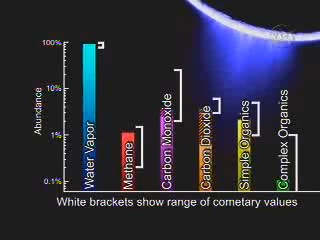 NASA
100%
10%
1%
0.1%
Abundance
Water Vapor
Methane
Carbon Monoxide
Carbon Dioxide
Simple Organics
Complex Organics
White brackets show range of cometary values